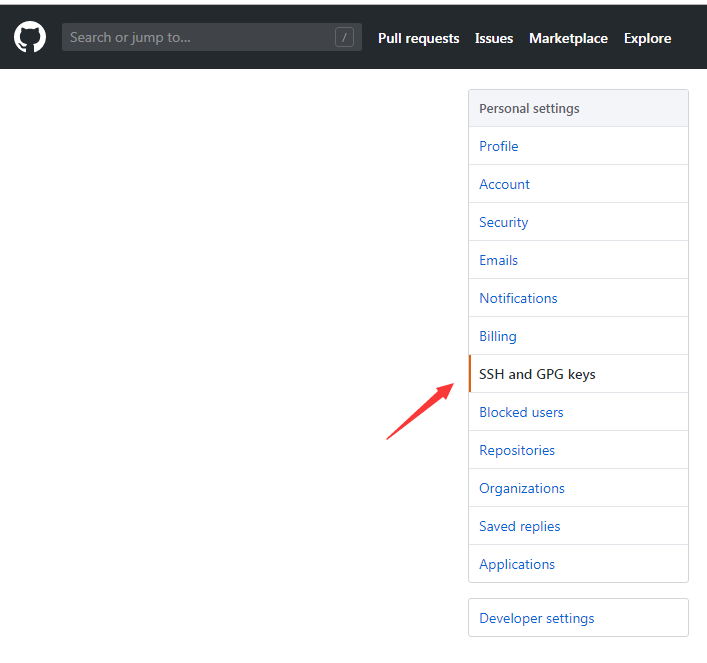 Search or jump to... /
Pull requests Issues Marketplace Explore
Personal settings
Profile
Account
Security
Emails
Notifications
Billing
SSH and GPG keys
Blocked users
Repositories
Organizations
Saved replies
Applications
Developer settings